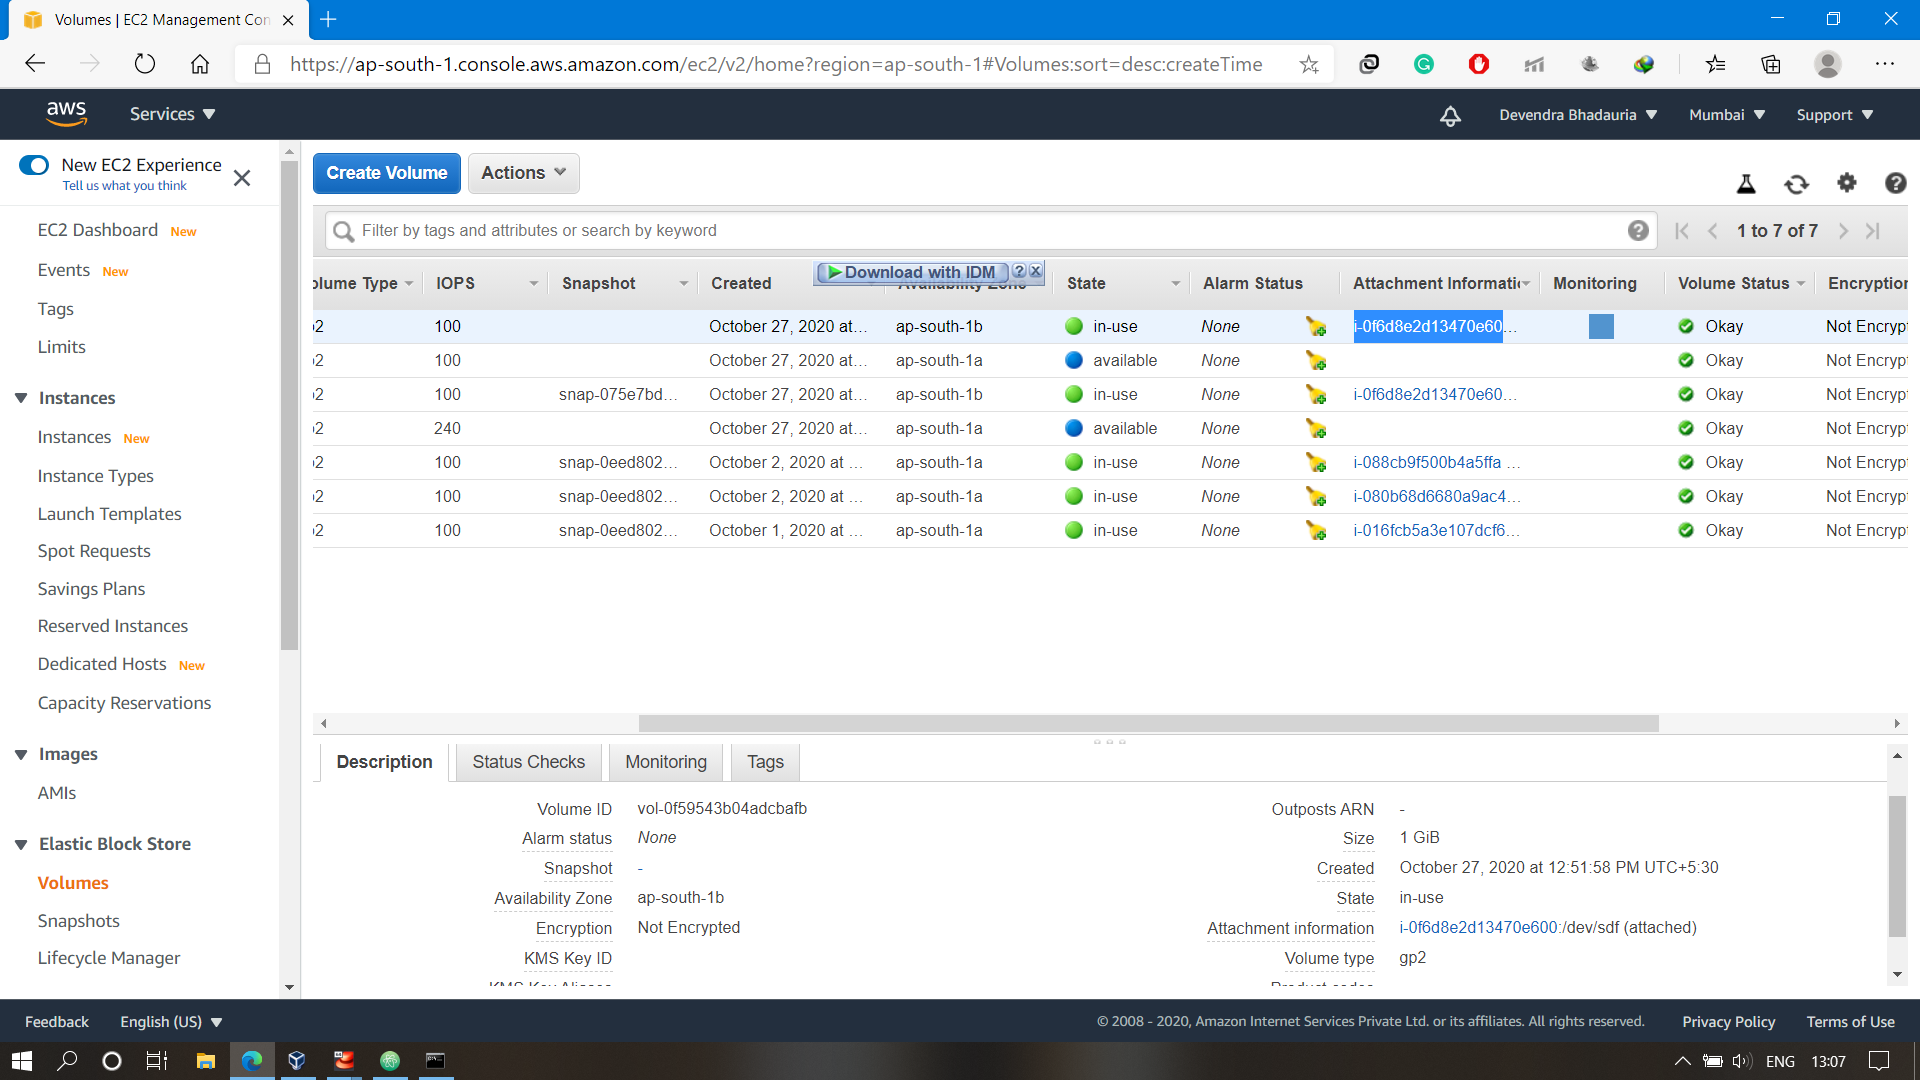 Volumes | EC2 Management Con
https://ap-south-1.console.aws.amazon.com/ec2/v2/home?region=ap-south-1#Volumes:sort=desc:createTime
aws Services Devendra Bhadauria Mumbai Support
New EC2 Experience
Tell us what you think
EC2 Dashboard New
Events New
Tags
Limits
Instances
Instances New
Instance Types
Launch Templates
Spot Requests
Savings Plans
Reserved Instances
Dedicated Hosts New
Capacity Reservations
Images
AMIs
Elastic Block Store
Volumes
Snapshots
Lifecycle Manager
Create Volume Actions
Filter by tags and attributes or search by keyword 1 to 7 of 7
Download with IDM
olume Type IOPS Snapshot Created Availability Zone State Alarm Status Attachment Informati Monitoring Volume Status Encryption
2 100 October 27, 2020 at... ap-south-1b in-use None i-0f6d8e2d13470e60... Okay Not Encryp
2 100 October 27, 2020 at... ap-south-1a available None Okay Not Encryp
2 100 snap-075e7bd... October 27, 2020 at... ap-south-1b in-use None i-0f6d8e2d13470e60... Okay Not Encryp
2 240 October 27, 2020 at... ap-south-1a available None Okay Not Encryp
2 100 snap-0eed802... October 2, 2020 at ... ap-south-1a in-use None i-088cb9f500b4a5ffa ... Okay Not Encryp
2 100 snap-0eed802... October 2, 2020 at ... ap-south-1a in-use None i-080b68d6680a9ac4... Okay Not Encryp
2 100 snap-0eed802... October 1, 2020 at ... ap-south-1a in-use None i-016fcb5a3e107dcf6... Okay Not Encryp
Description Status Checks Monitoring Tags
Volume ID vol-0f59543b04adcbafb
Alarm status None
Snapshot -
Availability Zone ap-south-1b
Encryption Not Encrypted
KMS Key ID
KMS Key Aliases
Outposts ARN -
Size 1 GiB
Created October 27, 2020 at 12:51:58 PM UTC+5:30
State in-use
Attachment information i-0f6d8e2d13470e600:/dev/sdf (attached)
Volume type gp2
Product codes
Feedback English (US) © 2008 - 2020, Amazon Internet Services Private Ltd. or its affiliates. All rights reserved. Privacy Policy Terms of Use
ENG 13:07